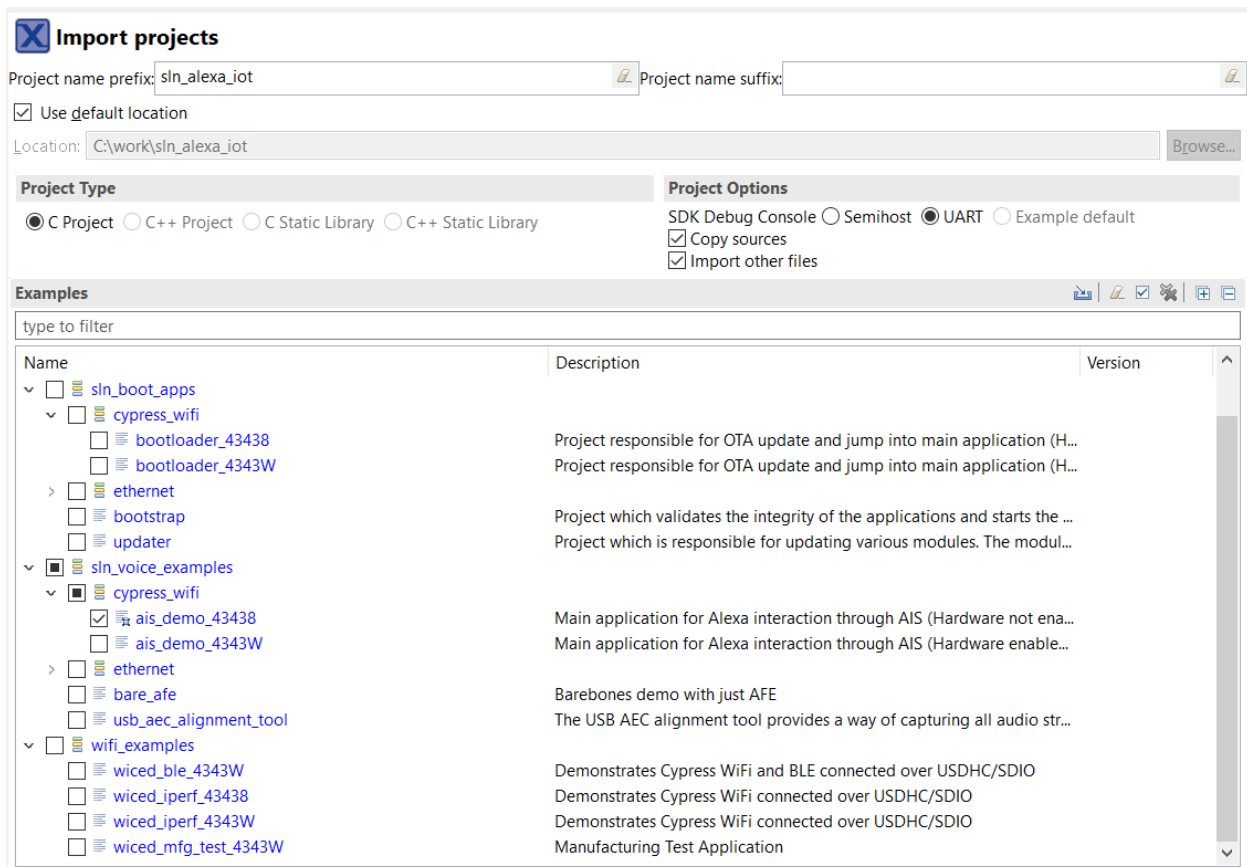 Import projects
Project name prefix: sln_alexa_iot Project name suffix:
Use default location
Location: C:\work\sln_alexa_iot Browse...
Project Type Project Options
C Project C++ Project C Static Library C++ Static Library SDK Debug Console Semihost UART Example default
Copy sources
Import other files
Examples
type to filter
Name Description Version
sln_boot_apps
cypress_wifi
bootloader_43438 Project responsible for OTA update and jump into main application (H...
bootloader_4343W Project responsible for OTA update and jump into main application (H...
ethernet
bootstrap Project which validates the integrity of the applications and starts the ...
updater Project which is responsible for updating various modules. The modul...
sln_voice_examples
cypress_wifi
ais_demo_43438 Main application for Alexa interaction through AIS (Hardware not ena...
ais_demo_4343W Main application for Alexa interaction through AIS (Hardware enable...
ethernet
bare_afe Barebones demo with just AFE
usb_aec_alignment_tool The USB AEC alignment tool provides a way of capturing all audio str...
wifi_examples
wiced_ble_4343W Demonstrates Cypress WiFi and BLE connected over USDHC/SDIO
wiced_iperf_43438 Demonstrates Cypress WiFi connected over USDHC/SDIO
wiced_iperf_4343W Demonstrates Cypress WiFi connected over USDHC/SDIO
wiced_mfg_test_4343W Manufacturing Test Application